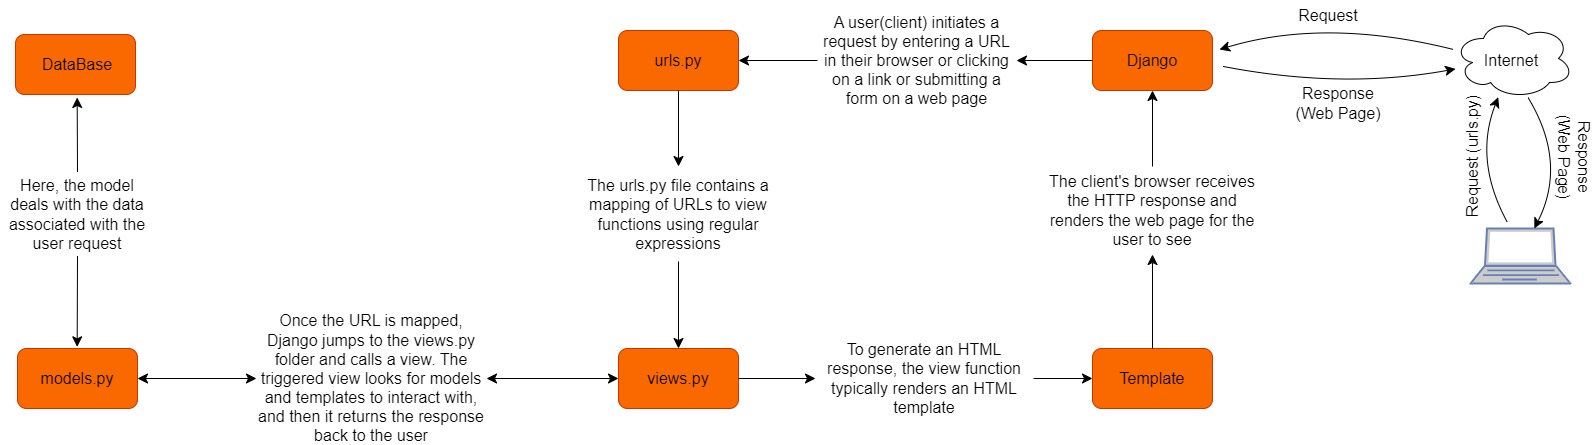 DataBase
Here, the model
deals with the data
associated with the
user request
models.py
Once the URL is mapped,
Django jumps to the views.py
folder and calls a view. The
triggered view looks for models
and templates to interact with,
and then it returns the response
back to the user
urls.py
The urls.py file contains a
mapping of URLs to view
functions using regular
expressions
views.py
A user(client) initiates a
request by entering a URL
in their browser or clicking
on a link or submitting a
form on a web page
To generate an HTML
response, the view function
typically renders an HTML
template
Django
The client's browser receives
the HTTP response and
renders the web page for the
user to see
Template
Request
Response
(Web Page)
Internet
Request (urls.py)
Response
(Web Page)